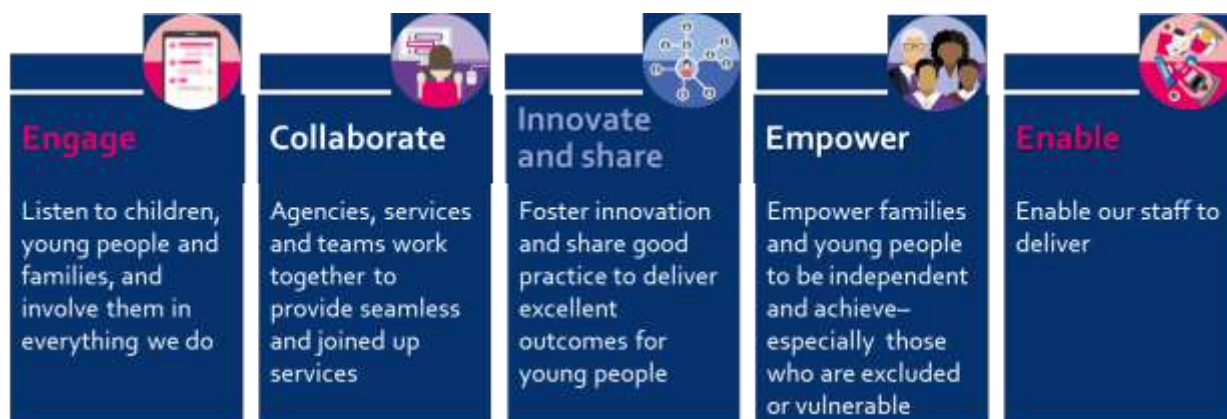 Engage
Listen to children,
young people and
families, and
involve them in
everything we do
Collaborate
Agencies, services
and teams work
together to
provide seamless
and joined up
services
Innovate
and share
Foster innovation
and share good
practice to deliver
excellent
outcomes for
young people
Empower
Empower families
and young people
to be independent
and achieve–
especially those
who are excluded
or vulnerable
Enable
Enable our staff to
deliver